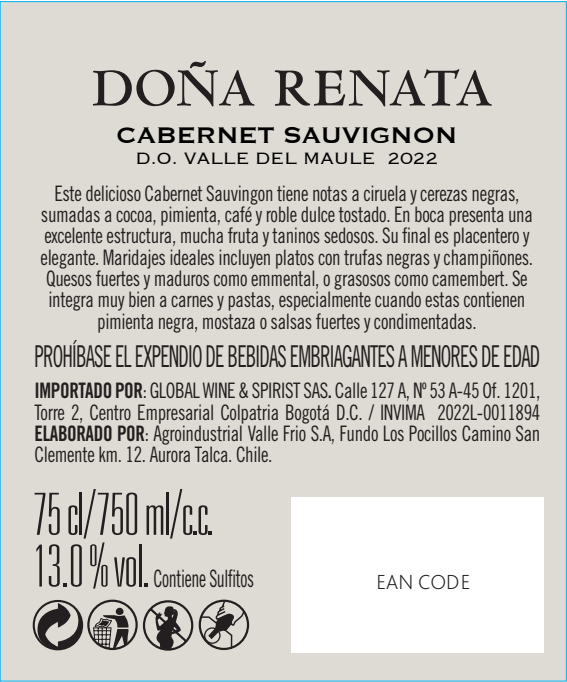 DOÑA RENATA
CABERNET SAUVIGNON
D.O. VALLE DEL MAULE 2022
Este delicioso Cabernet Sauvingon tiene notas a ciruela y cerezas negras,
sumadas a cocoa, pimienta, café y roble dulce tostado. En boca presenta una
excelente estructura, mucha fruta y taninos sedosos. Su final es placentero y
elegante. Maridajes ideales incluyen platos con trufas negras y champiñones.
Quesos fuertes y maduros como emmental, o grasosos como camembert. Se
integra muy bien a carnes y pastas, especialmente cuando estas contienen
pimienta negra, mostaza o salsas fuertes y condimentadas.
PROHÍBASE EL EXPENDIO DE BEBIDAS EMBRIAGANTES A MENORES DE EDAD
IMPORTADO POR: GLOBAL WINE & SPIRIST SAS. Calle 127 A, Nº 53 A-45 Of. 1201,
Torre 2, Centro Empresarial Colpatria Bogotá D.C. / INVIMA 2022L-0011894
ELABORADO POR: Agroindustrial Valle Frio S.A, Fundo Los Pocillos Camino San
Clemente km. 12. Aurora Talca. Chile.
75 cl/750 ml/c.c.
13.0 % vol. Contiene Sulfitos
EAN CODE